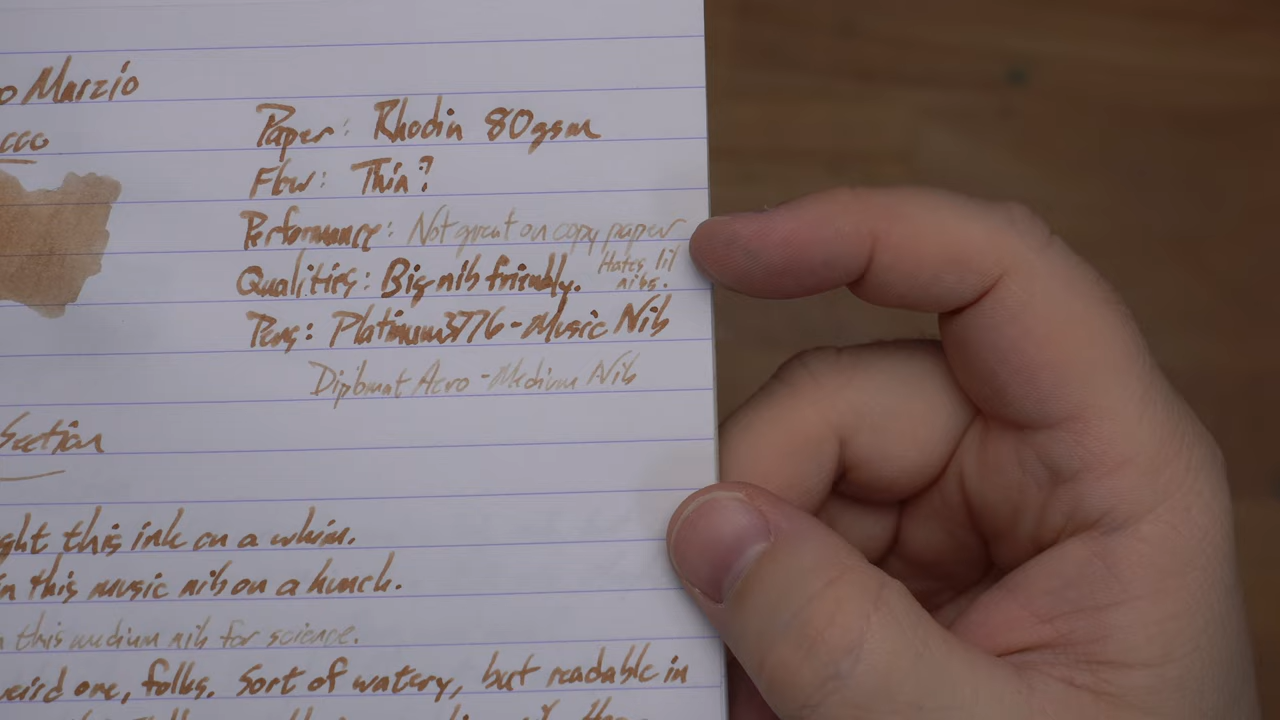 o Marzio
cco
Paper: Rhodia 80gsm
Flow: Thin?
Performance: Not great on copy paper
Qualities: Big nib friendly. Hates lil nibs.
Pens: Platinum 3776 - Music Nib
Diplomat Aero - Medium Nib
Section
ght this ink on a whim.
in this music nib on a hunch.
n this medium nib for science.
weird one, folks. Sort of watery, but readable in